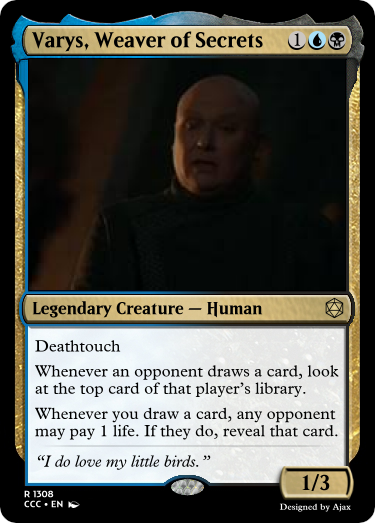 Varys, Weaver of Secrets 1
Legendary Creature — Human
Deathtouch
Whenever an opponent draws a card, look
at the top card of that player's library.
Whenever you draw a card, any opponent
may pay 1 life. If they do, reveal that card.
"I do love my little birds."
1/3
R 1308
CCC • EN
Designed by Ajax